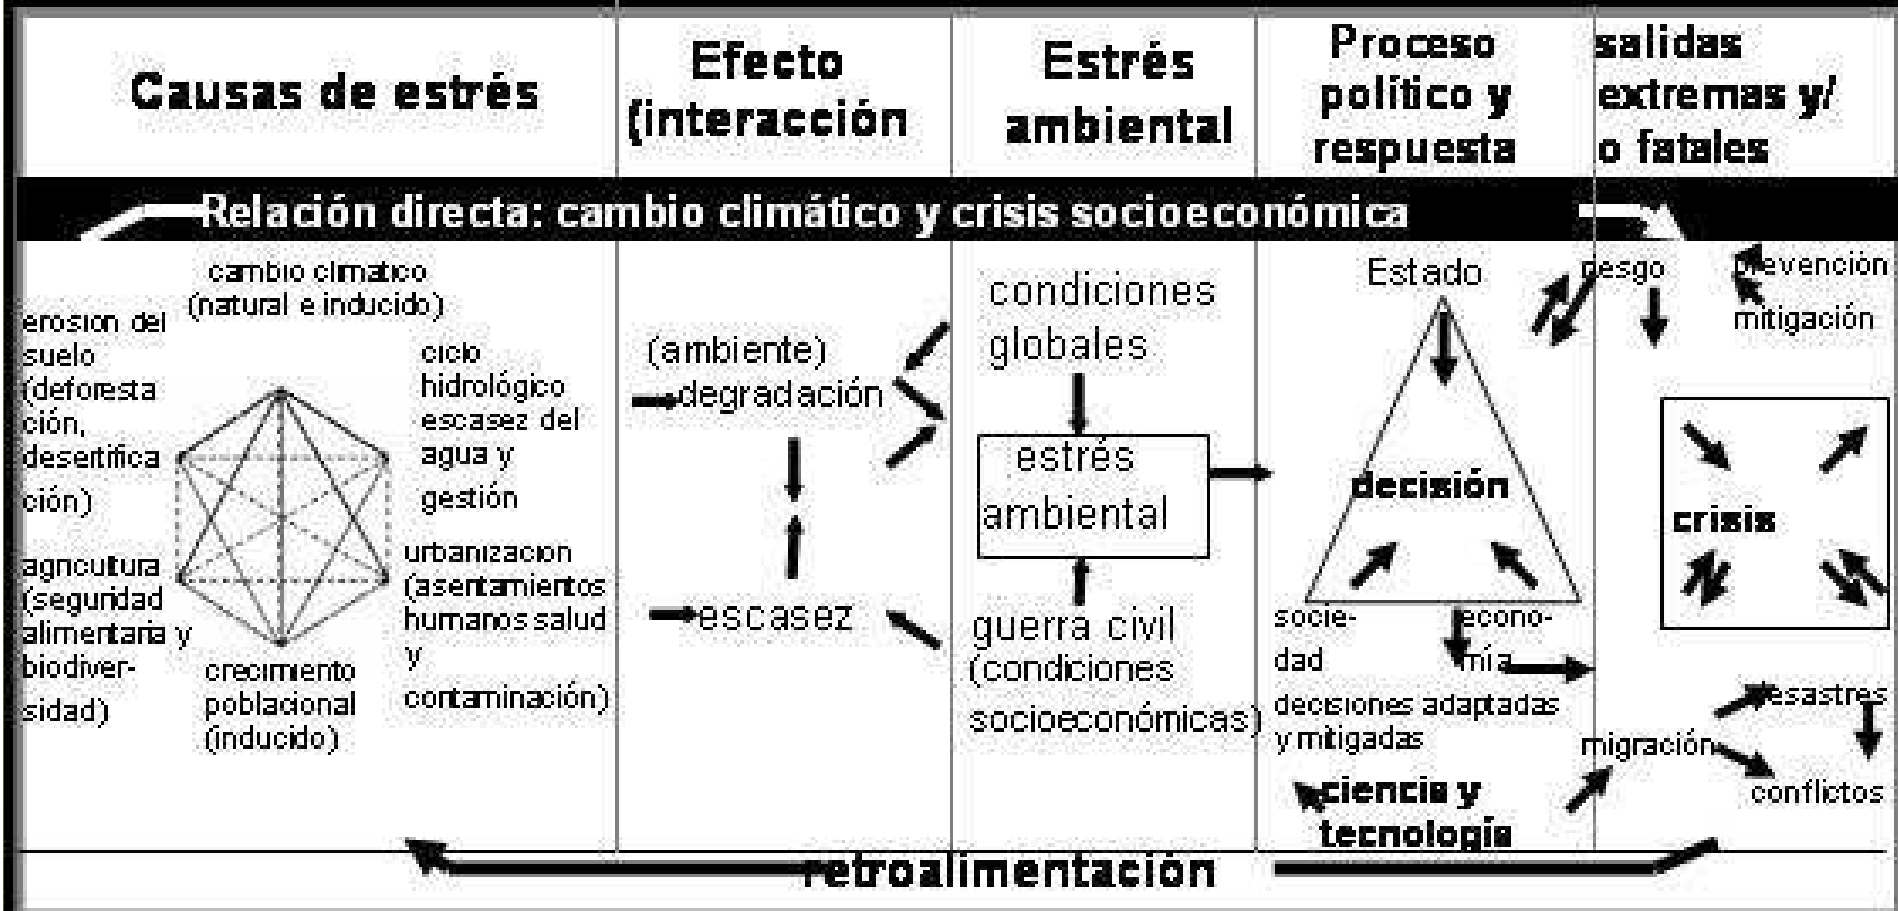 Causas de estrés
Efecto
(interacción
Estrés
ambiental
Proceso
político y
respuesta
salidas
extremas y/
o fatales
Relación directa: cambio climático y crisis socioeconómica
cambio climatico
(natural e inducido)
erosion del
suelo
(deforesta
ción,
desertifica
ción)
agricultura
(seguridad
alimentaria y
biodiver-
sidad)
ciclo
hidrológico
escasez del
agua y
gestión
urbanizacion
(asentamientos
humanos salud
y
contaminación)
crecimiento
poblacional
(inducido)
(ambiente)
degradación
escasez
condiciones
globales
estrés
ambiental
guerra civil
(condiciones
socioeconómicas)
Estado
decisión
socie-
dad
econo-
mía
decisiones adaptadas
y mitigadas
ciencia y
tecnología
riesgo
prevención
mitigación
crisis
migración
desastres
conflictos
retroalimentación